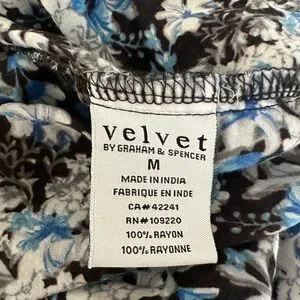 velvet
BY GRAHAM & SPENCER
M
MADE IN INDIA
FABRIQUE EN INDE
CA#42241
RN#109220
100% RAYON
100% RAYONNE